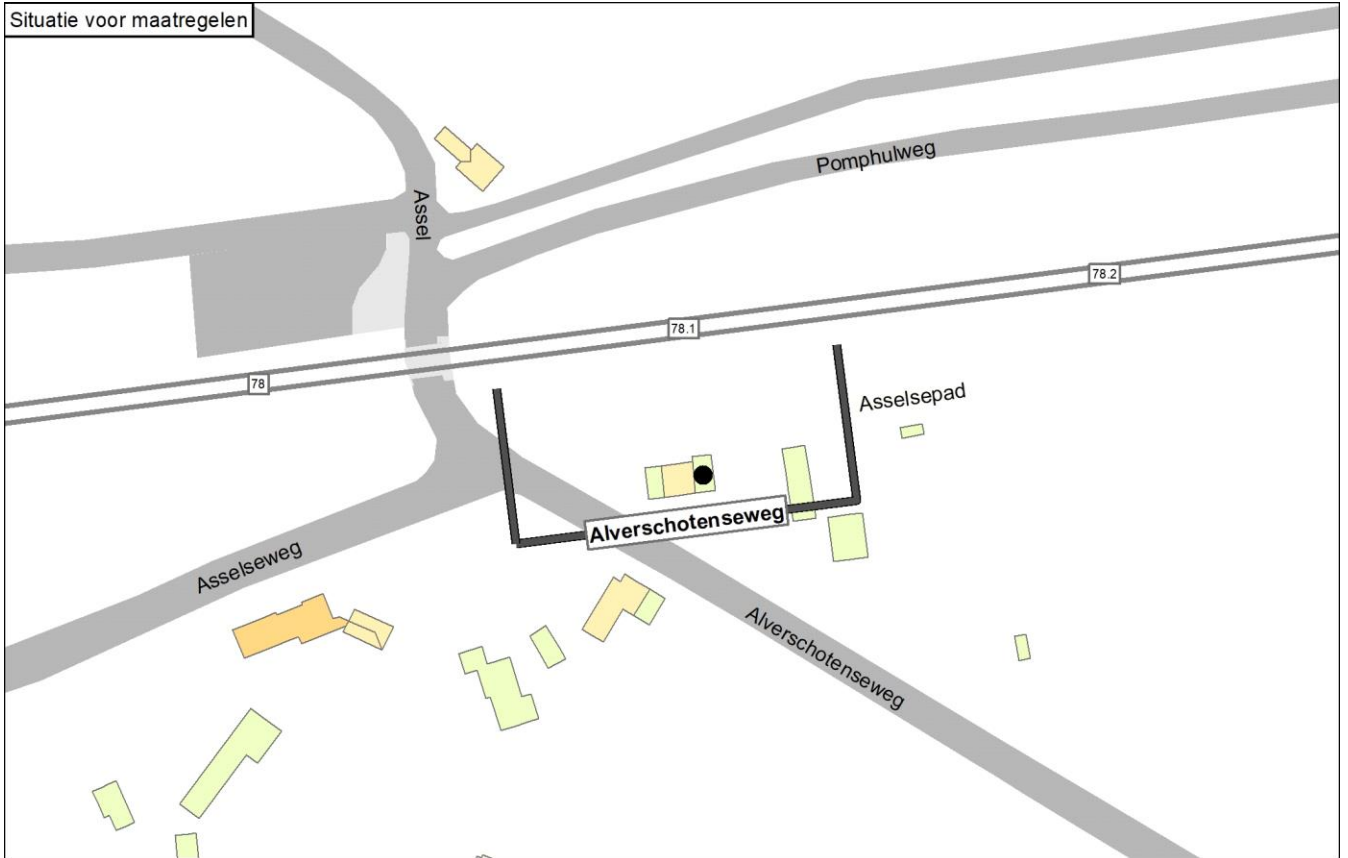 Situatie voor maatregelen
Pomphulweg
Assel
78.2
78.1
78
Asselsepad
Alverschotenseweg
Asselseweg
Alverschotenseweg